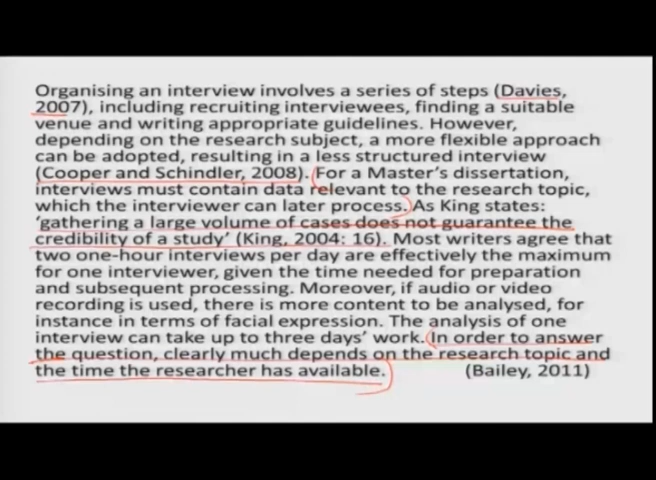 Organising an interview involves a series of steps (Davies,
2007), including recruiting interviewees, finding a suitable
venue and writing appropriate guidelines. However,
depending on the research subject, a more flexible approach
can be adopted, resulting in a less structured interview
(Cooper and Schindler, 2008). For a Master's dissertation,
interviews must contain data relevant to the research topic,
which the interviewer can later process. As King states:
'gathering a large volume of cases does not guarantee the
credibility of a study' (King, 2004: 16). Most writers agree that
two one-hour interviews per day are effectively the maximum
for one interviewer, given the time needed for preparation
and subsequent processing. Moreover, if audio or video
recording is used, there is more content to be analysed, for
instance in terms of facial expression. The analysis of one
interview can take up to three days' work. In order to answer
the question, clearly much depends on the research topic and
the time the researcher has available. (Bailey, 2011)